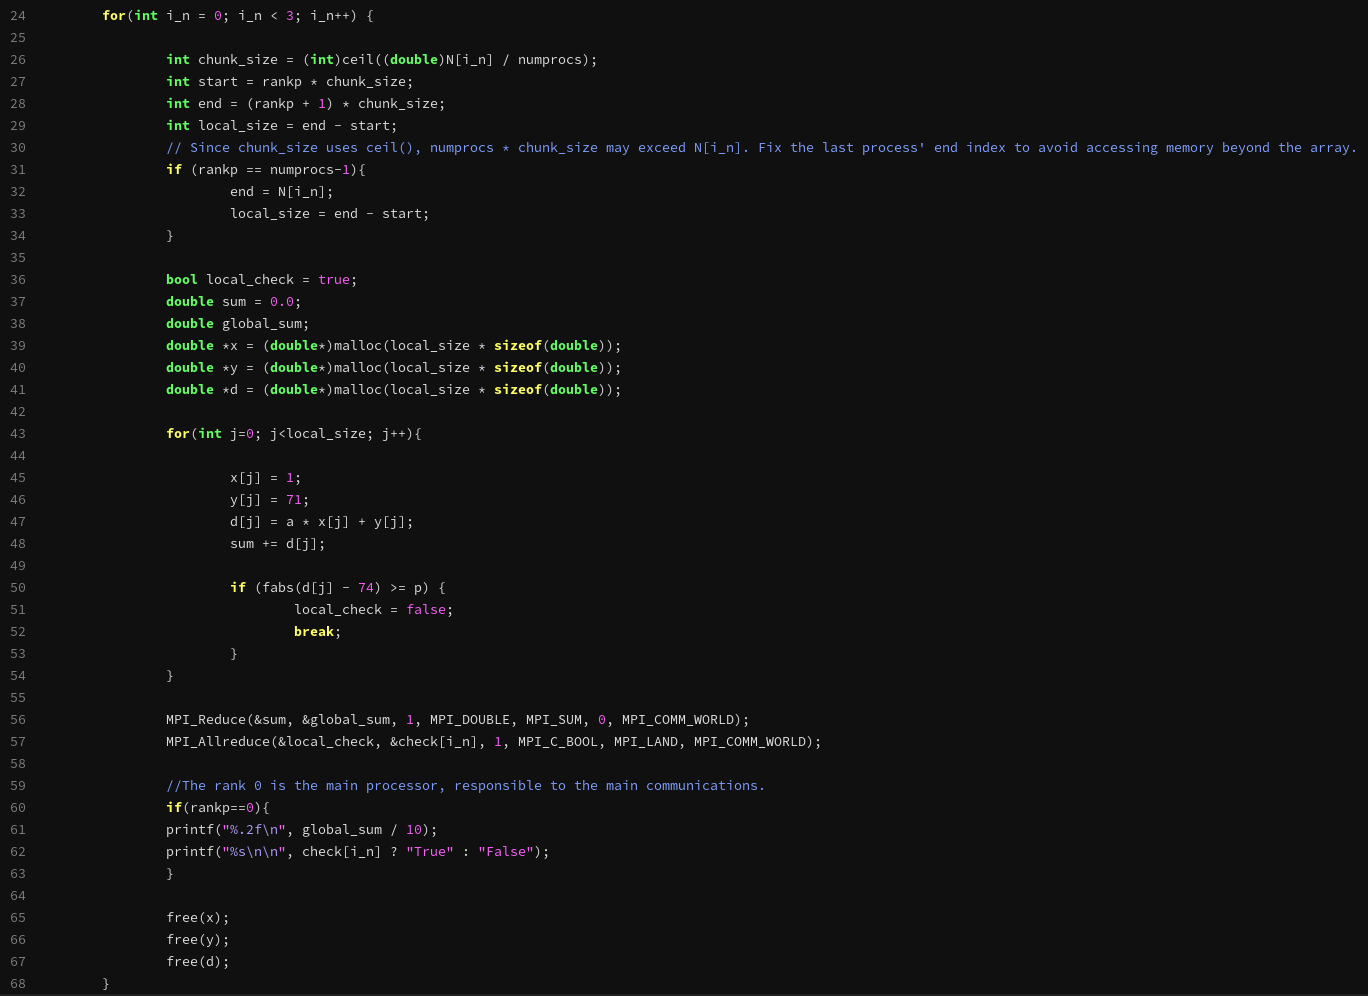 24 for(int i_n = 0; i_n < 3; i_n++) {
25
26 int chunk_size = (int)ceil((double)N[i_n] / numprocs);
27 int start = rankp * chunk_size;
28 int end = (rankp + 1) * chunk_size;
29 int local_size = end - start;
30 // Since chunk_size uses ceil(), numprocs * chunk_size may exceed N[i_n]. Fix the last process' end index to avoid accessing memory beyond the array.
31 if (rankp == numprocs-1){
32 end = N[i_n];
33 local_size = end - start;
34 }
35
36 bool local_check = true;
37 double sum = 0.0;
38 double global_sum;
39 double *x = (double*)malloc(local_size * sizeof(double));
40 double *y = (double*)malloc(local_size * sizeof(double));
41 double *d = (double*)malloc(local_size * sizeof(double));
42
43 for(int j=0; j<local_size; j++){
44
45 x[j] = 1;
46 y[j] = 71;
47 d[j] = a * x[j] + y[j];
48 sum += d[j];
49
50 if (fabs(d[j] - 74) >= p) {
51 local_check = false;
52 break;
53 }
54 }
55
56 MPI_Reduce(&sum, &global_sum, 1, MPI_DOUBLE, MPI_SUM, 0, MPI_COMM_WORLD);
57 MPI_Allreduce(&local_check, &check[i_n], 1, MPI_C_BOOL, MPI_LAND, MPI_COMM_WORLD);
58
59 //The rank 0 is the main processor, responsible to the main communications.
60 if(rankp==0){
61 printf("%.2f\n", global_sum / 10);
62 printf("%s\n\n", check[i_n] ? "True" : "False");
63 }
64
65 free(x);
66 free(y);
67 free(d);
68 }